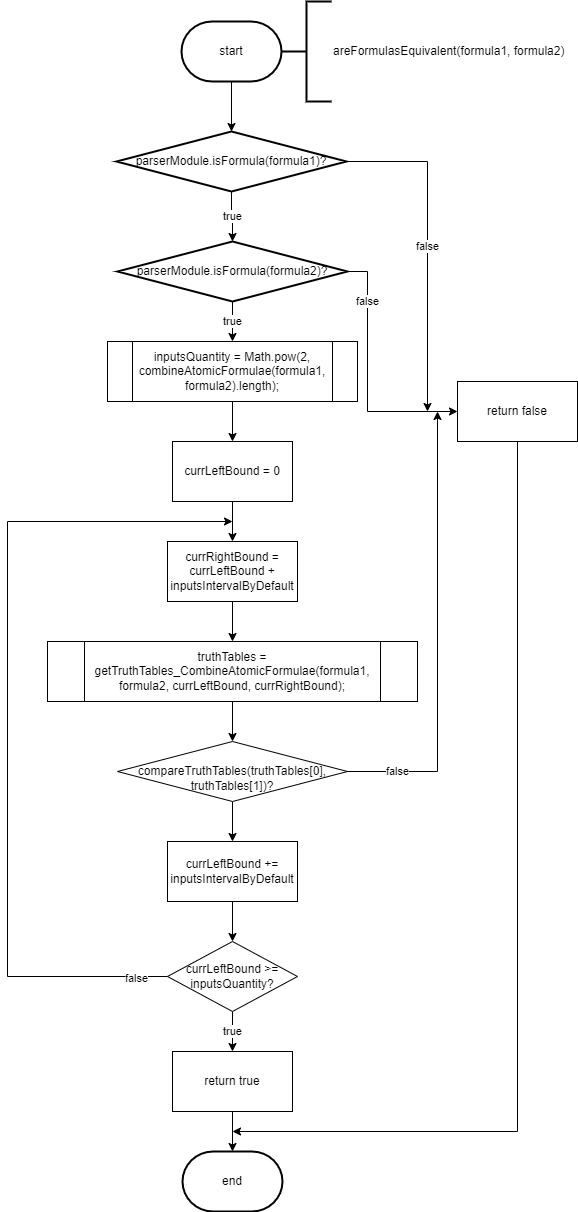 start
areFormulasEquivalent(formula1, formula2)
parserModule.isFormula(formula1)?
true
false
parserModule.isFormula(formula2)?
false
true
inputsQuantity = Math.pow(2,
combineAtomicFormulae(formula1,
formula2).length);
return false
currLeftBound = 0
currRightBound =
currLeftBound +
inputsIntervalByDefault
truthTables =
getTruthTables_CombineAtomicFormulae(formula1,
formula2, currLeftBound, currRightBound);
compareTruthTables(truthTables[0],
truthTables[1])?
false
currLeftBound +=
inputsIntervalByDefault
currLeftBound >=
inputsQuantity?
false
true
return true
end